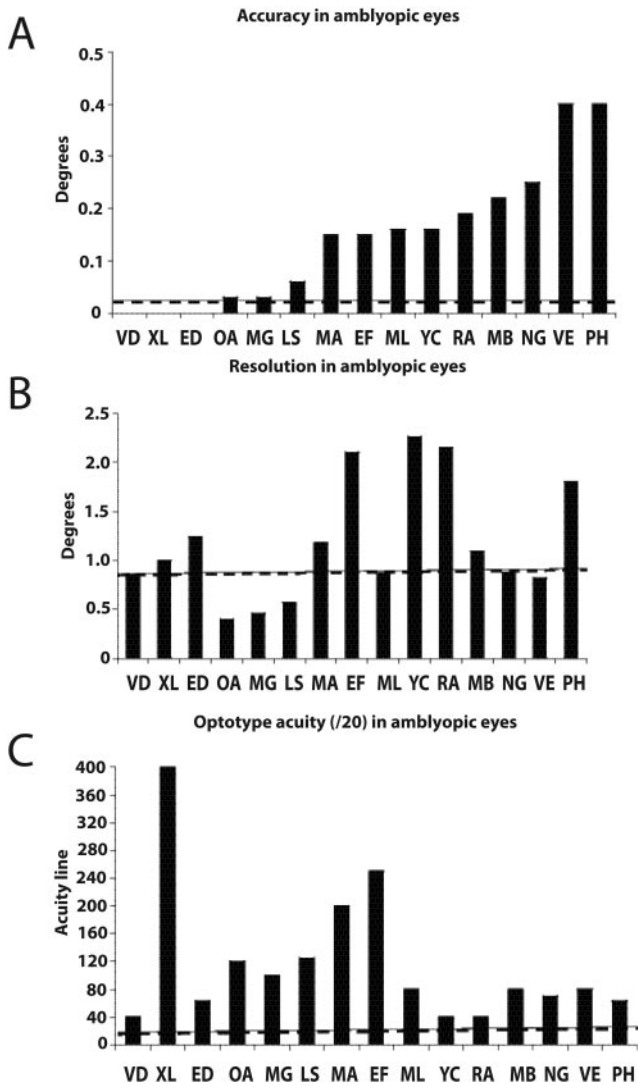 Accuracy in amblyopic eyes
A
0.5
0.4
0.3
0.2
0.1
0
Degrees
VD XL ED OA MG LS MA EF ML YC RA MB NG VE PH
Resolution in amblyopic eyes
B
2.5
2.0
1.5
1.0
0.5
0
Degrees
VD XL ED OA MG LS MA EF ML YC RA MB NG VE PH
Optotype acuity (/20) in amblyopic eyes
C
400
360
320
280
240
200
160
120
80
40
0
Acuity line
VD XL ED OA MG LS MA EF ML YC RA MB NG VE PH